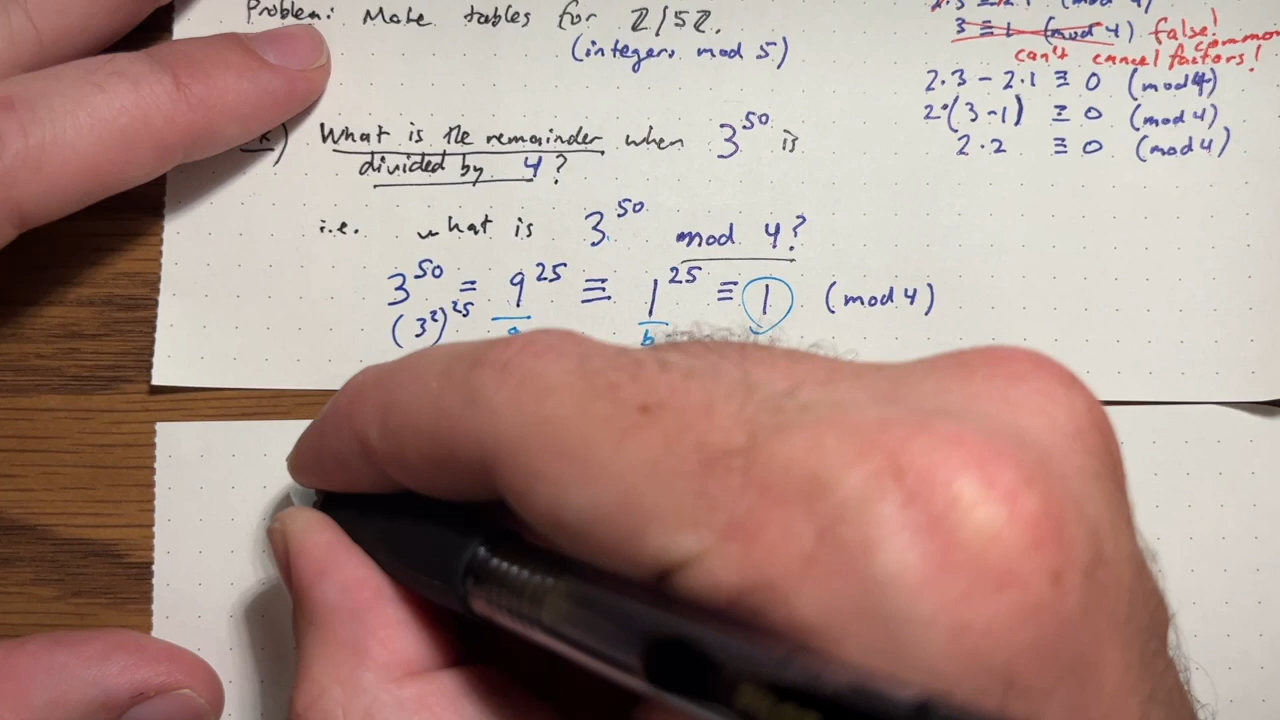 Problem: Make tables for ℤ/5ℤ.
(integers mod 5)
What is the remainder when 3^50 is
divided by 4?
i.e. what is 3^50 mod 4?
3^50 = 9^25 ≡ 1^25 ≡ 1 (mod 4)
(3^2)^25
b
3 ≡ 1 (mod 4) false!
can't cancel common factors!
2·3 - 2·1 ≡ 0 (mod 4)
2·(3-1) ≡ 0 (mod 4)
2·2 ≡ 0 (mod 4)